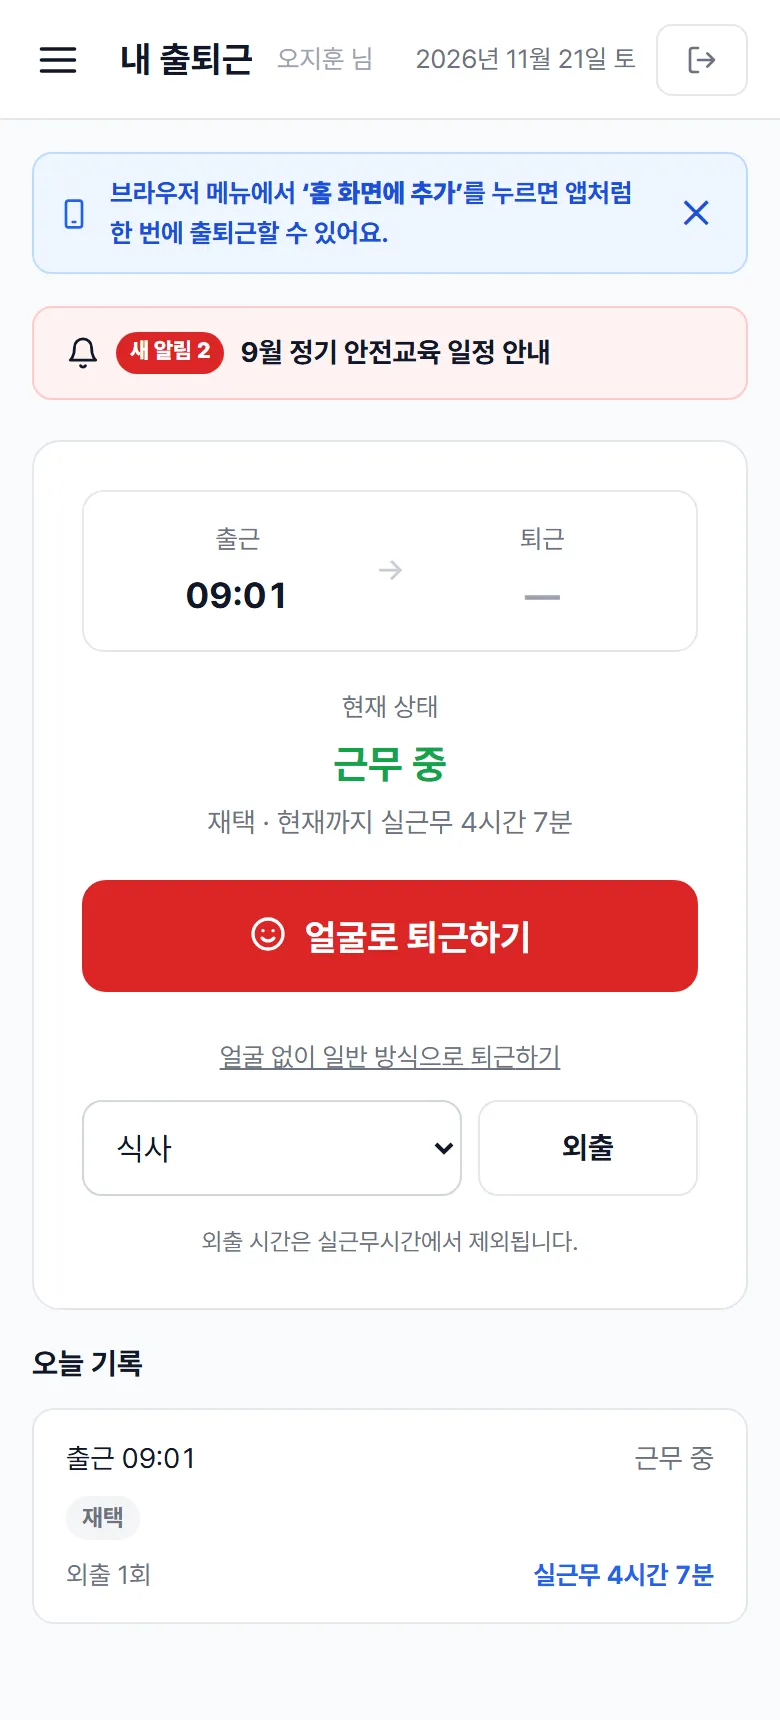 내 출퇴근 오지훈 님 2026년 11월 21일 토
브라우저 메뉴에서 ‘홈 화면에 추가’를 누르면 앱처럼
한 번에 출퇴근할 수 있어요.
새 알림 2 9월 정기 안전교육 일정 안내
출근 퇴근
09:01 → —
현재 상태
근무 중
재택 · 현재까지 실근무 4시간 7분
얼굴로 퇴근하기
얼굴 없이 일반 방식으로 퇴근하기
식사 외출
외출 시간은 실근무시간에서 제외됩니다.
오늘 기록
출근 09:01 근무 중
재택
외출 1회 실근무 4시간 7분